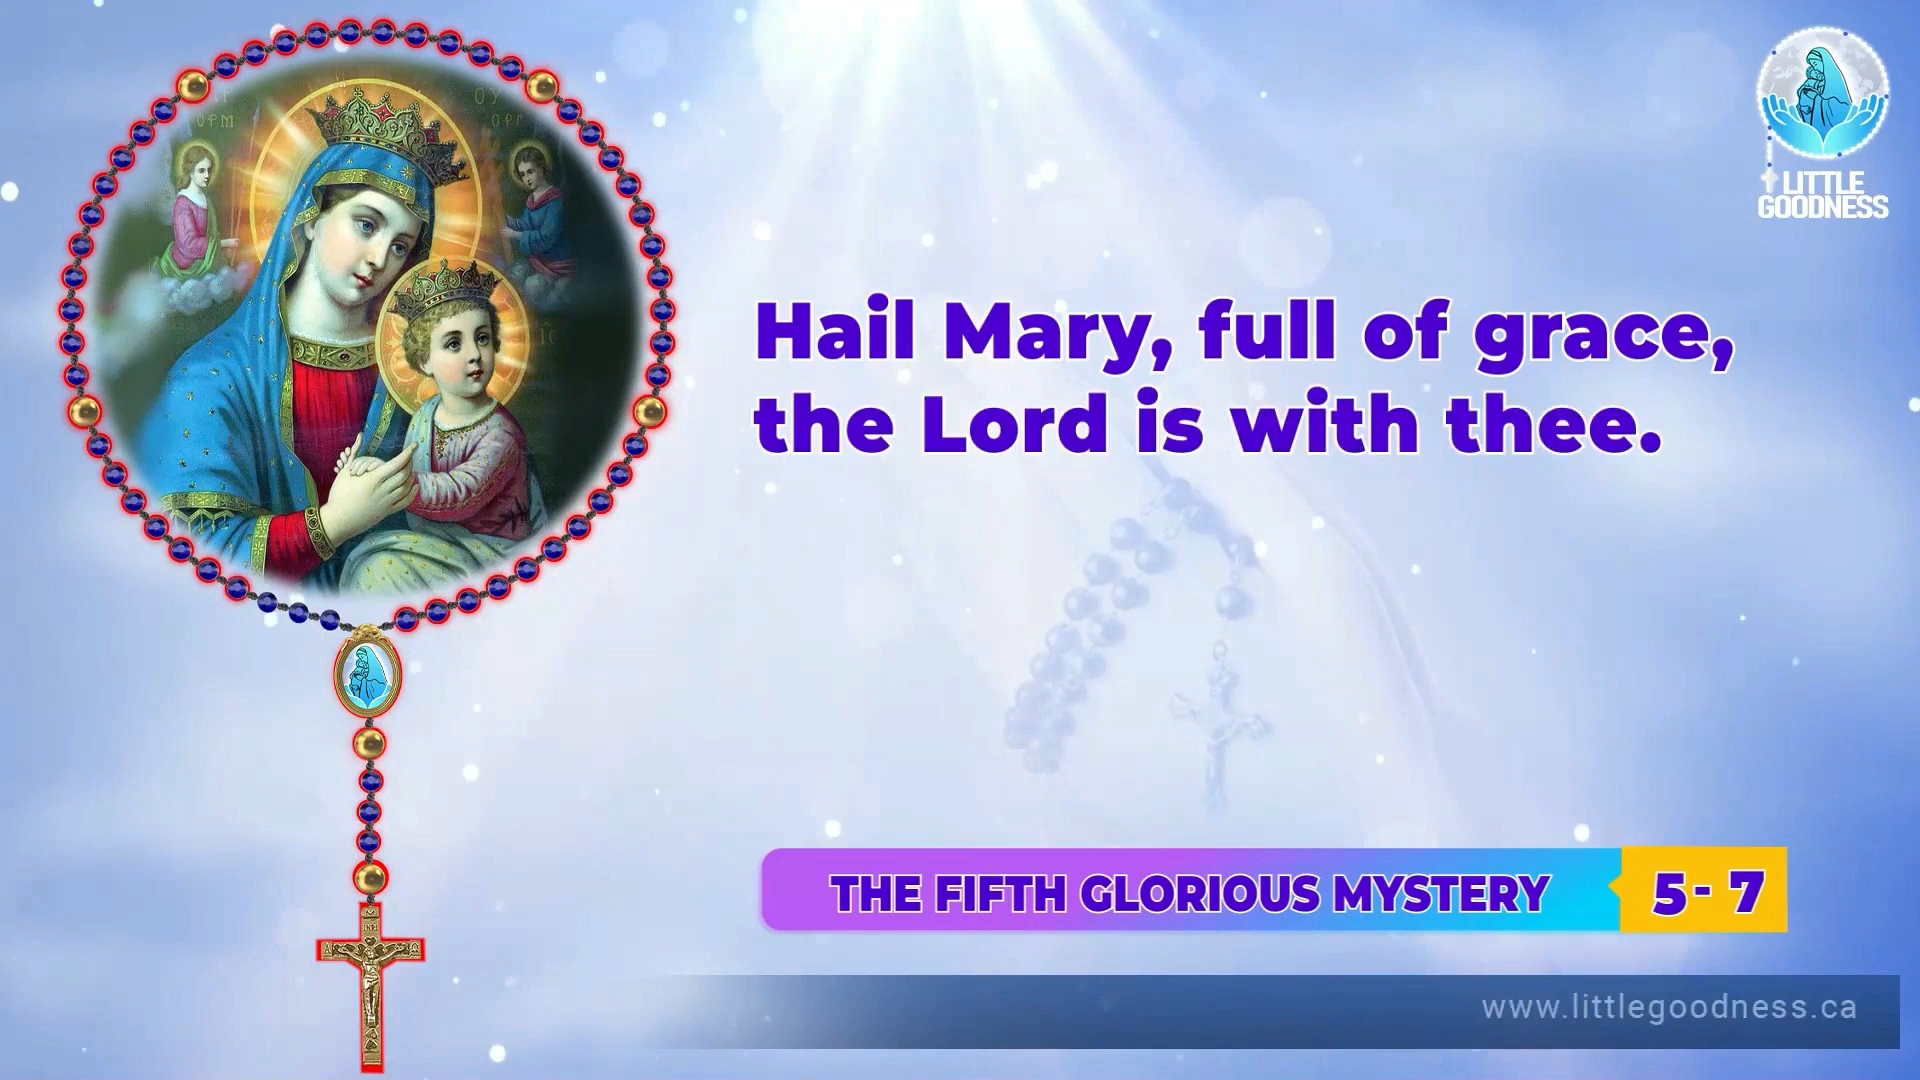 LITTLE
GOODNESS
Hail Mary, full of grace,
the Lord is with thee.
THE FIFTH GLORIOUS MYSTERY
5- 7
INRI
www.littlegoodness.ca